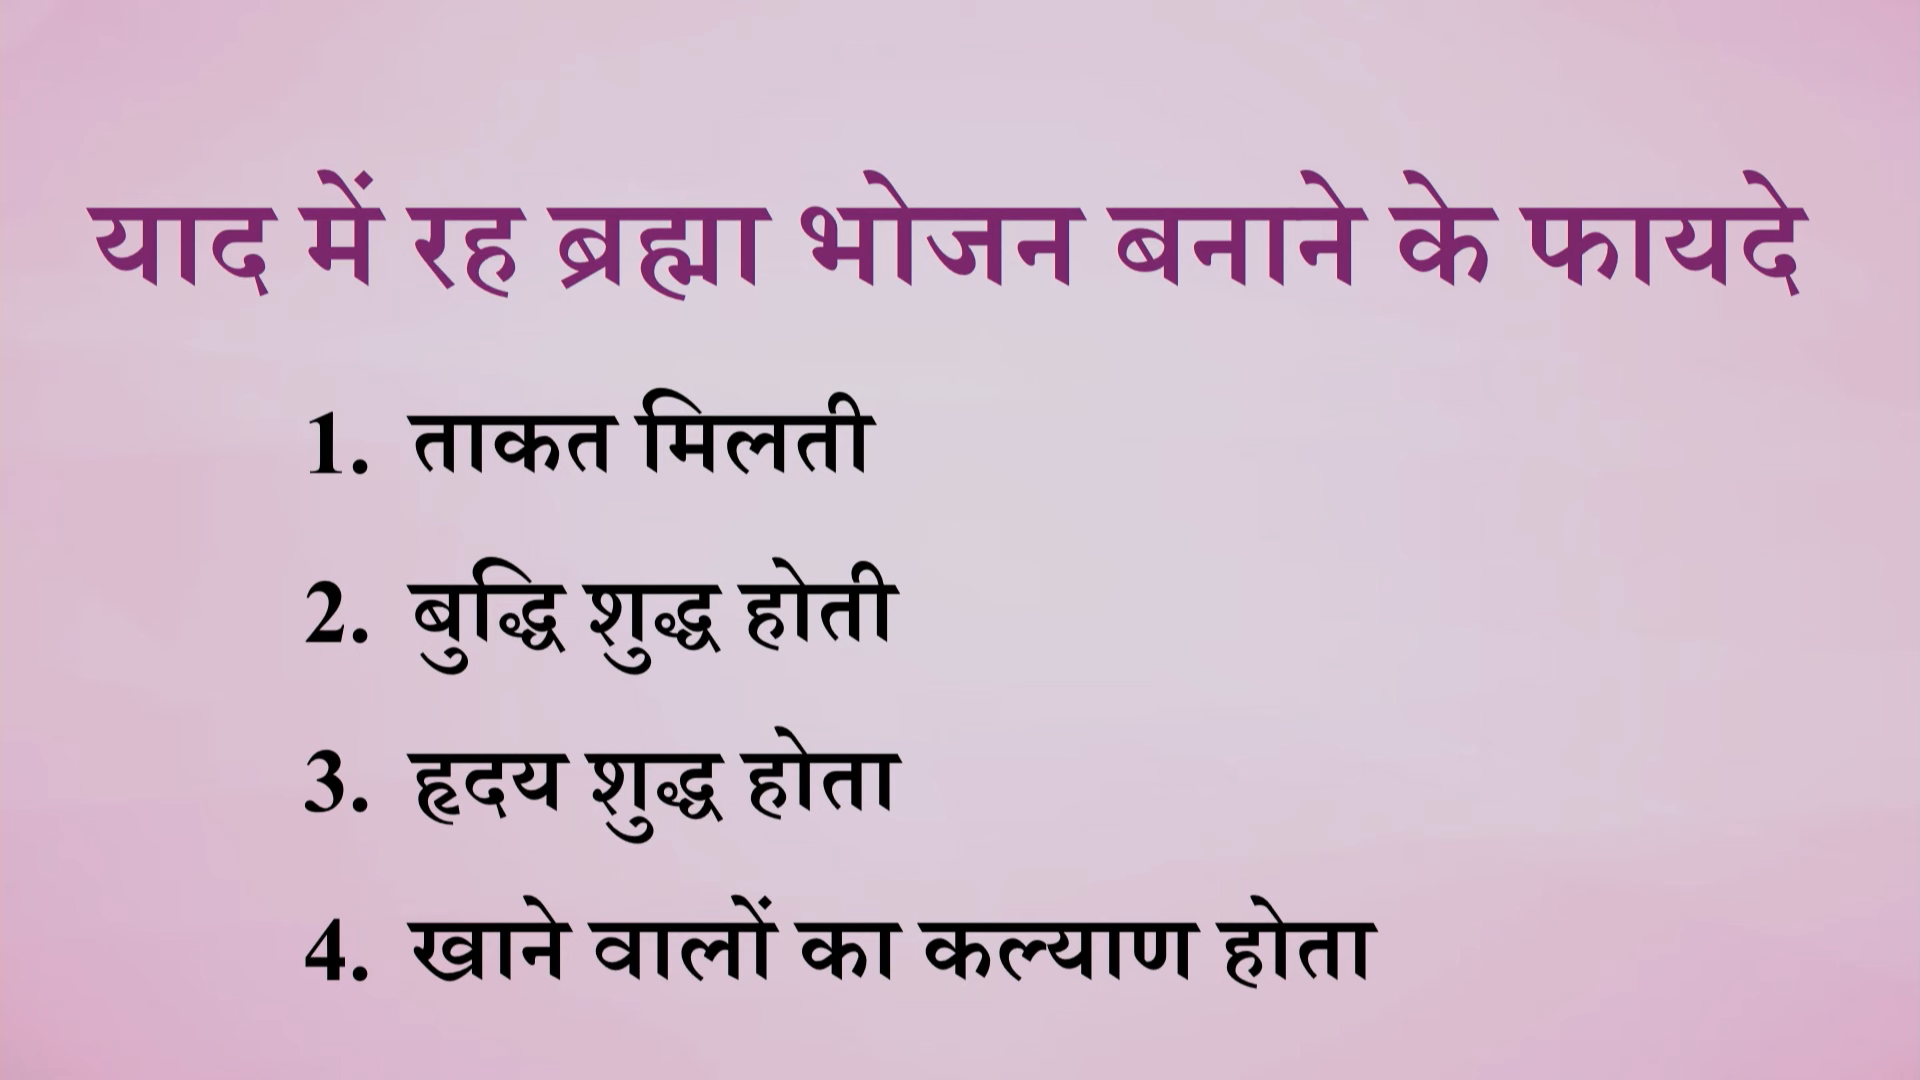 याद में रह ब्रह्मा भोजन बनाने के फायदे
1. ताकत मिलती
2. बुद्धि शुद्ध होती
3. हृदय शुद्ध होता
4. खाने वालों का कल्याण होता